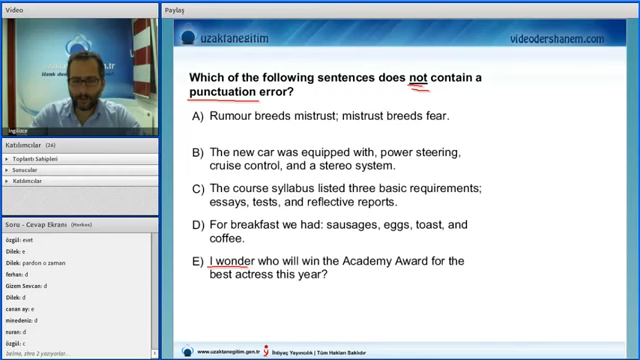 Video
Paylaş
uzaktanegitim
videodershanem.com
Which of the following sentences does not contain a
punctuation error?
A) Rumour breeds mistrust; mistrust breeds fear.
B) The new car was equipped with, power steering,
cruise control, and a stereo system.
C) The course syllabus listed three basic requirements;
essays, tests, and reflective reports.
D) For breakfast we had: sausages, eggs, toast, and
coffee.
E) I wonder who will win the Academy Award for the
best actress this year?
www.uzaktanegitim.gen.tr
İhtiyaç Yayıncılık | Tüm Hakları Saklıdır
İngilizce
Katılımcılar (26)
Toplantı Sahipleri
Sunucular
Katılımcılar
Soru - Cevap Ekranı (Herkes)
özgül: evet
Dilek: e
Dilek: pardon o zaman
ferhan: d
Gizem Sevcan: d
Dilek: d
canan ay: e
minedeniz: d
nuran: d
özgül: c